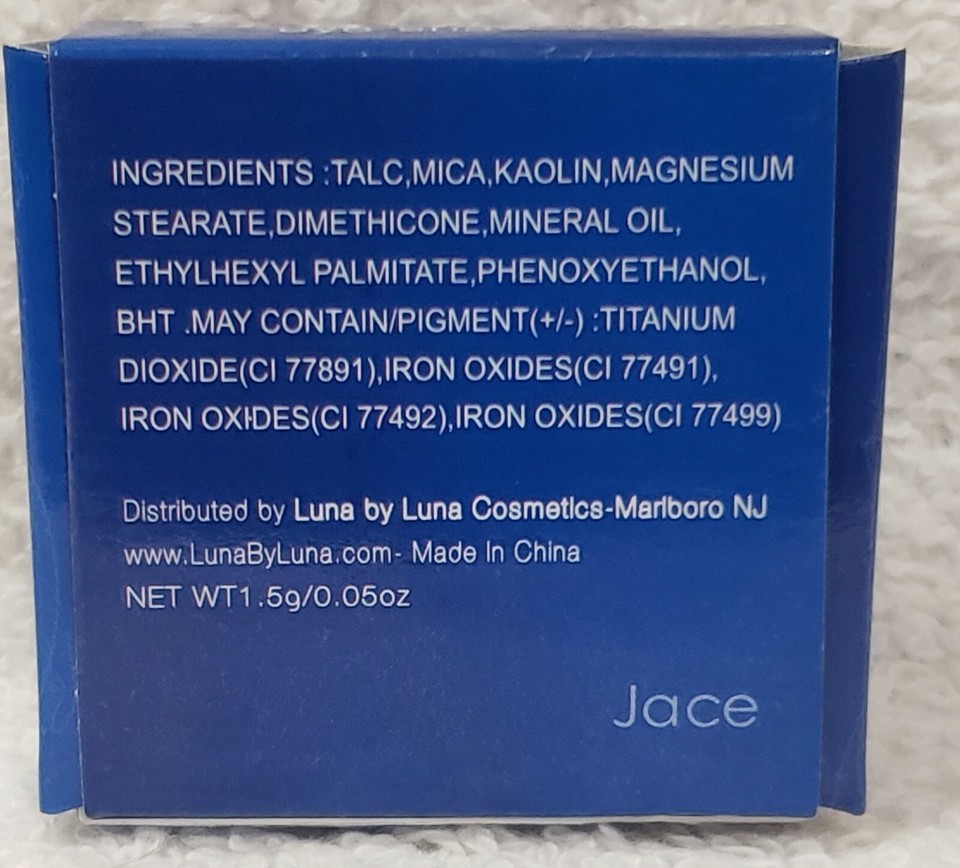 INGREDIENTS :TALC,MICA,KAOLIN,MAGNESIUM
STEARATE,DIMETHICONE,MINERAL OIL,
ETHYLHEXYL PALMITATE,PHENOXYETHANOL,
BHT .MAY CONTAIN/PIGMENT(+/-) :TITANIUM
DIOXIDE(CI 77891),IRON OXIDES(CI 77491),
IRON OXIDES(CI 77492),IRON OXIDES(CI 77499)
Distributed by Luna by Luna Cosmetics-Marlboro NJ
www.LunaByLuna.com- Made In China
NET WT1.5g/0.05oz
Jace